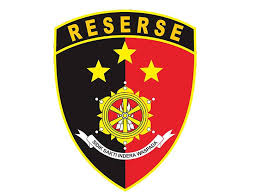 RESERSE
SIDIK SAKTI INDERA WASPADA